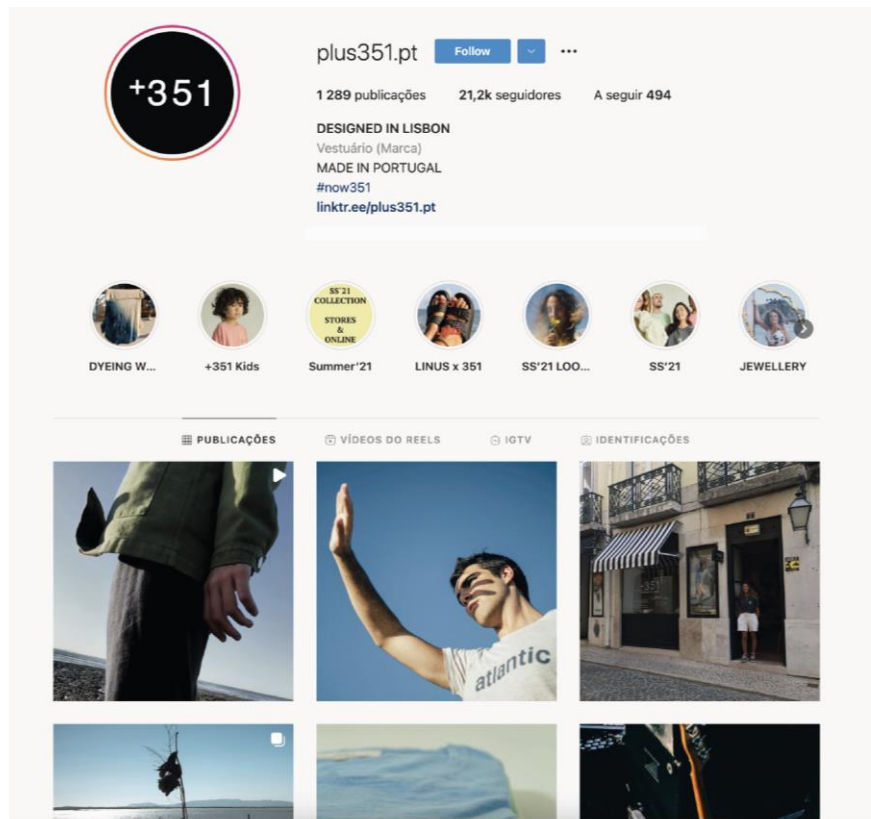 +351
plus351.pt Follow
1 289 publicações 21,2k seguidores A seguir 494
DESIGNED IN LISBON
Vestuário (Marca)
MADE IN PORTUGAL
#now351
linktr.ee/plus351.pt
SS'21
COLLECTION
STORES
&
ONLINE
DYEING W... +351 Kids Summer'21 LINUS x 351 SS'21 LOO... SS'21 JEWELLERY
PUBLICAÇÕES VÍDEOS DO REELS IGTV IDENTIFICAÇÕES
atlantic
+351